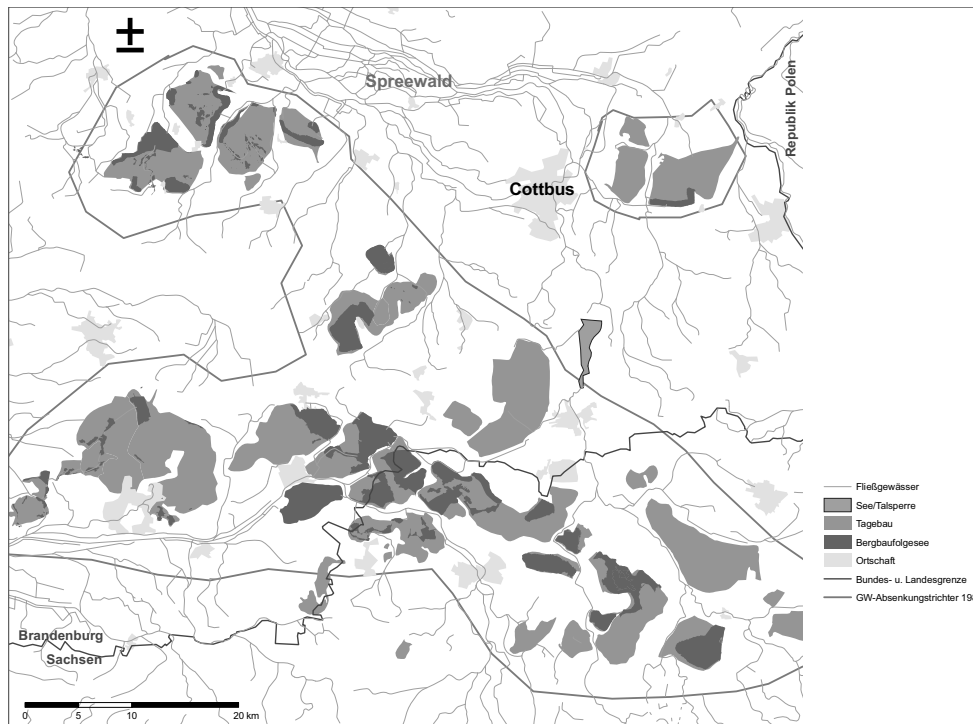 Spreewald
Republik Polen
Cottbus
Fließgewässer
See/Talsperre
Tagebau
Bergbaufolgesee
Ortschaft
Bundes- u. Landesgrenze
GW-Absenkungstrichter
Brandenburg
Sachsen
0 5 10 20 km